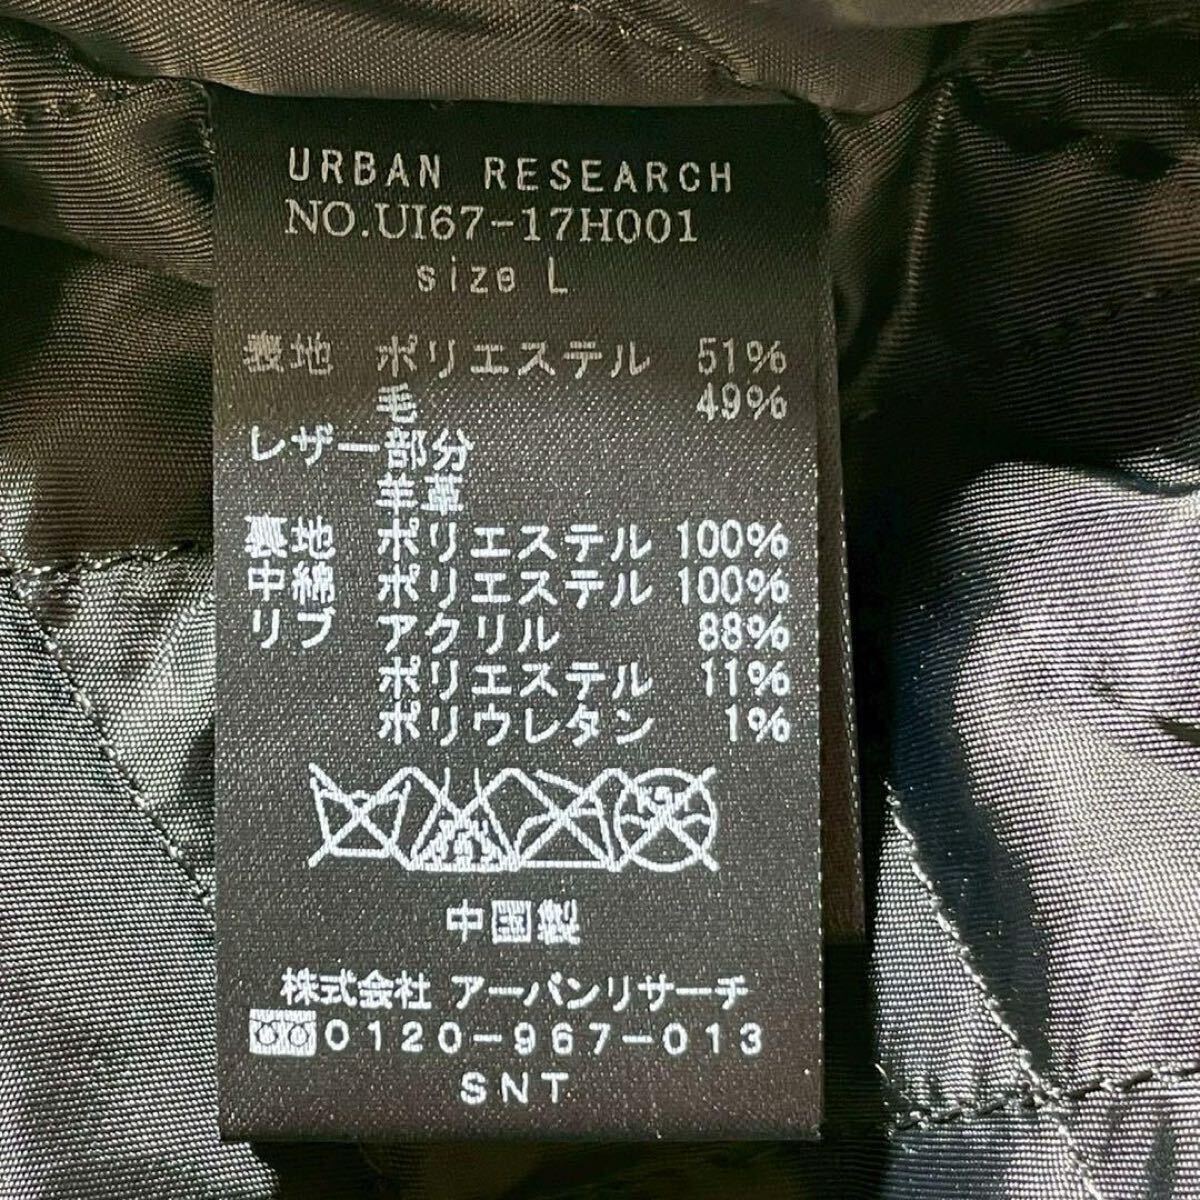 URBAN RESEARCH
NO.UI67-17H001
size L
表地 ポリエステル 51%
毛 49%
レザー部分
羊革
裏地 ポリエステル 100%
中綿 ポリエステル 100%
リブ アクリル 88%
ポリエステル 11%
ポリウレタン 1%
中国製
株式会社 アーバンリサーチ
0120-967-013
SNT